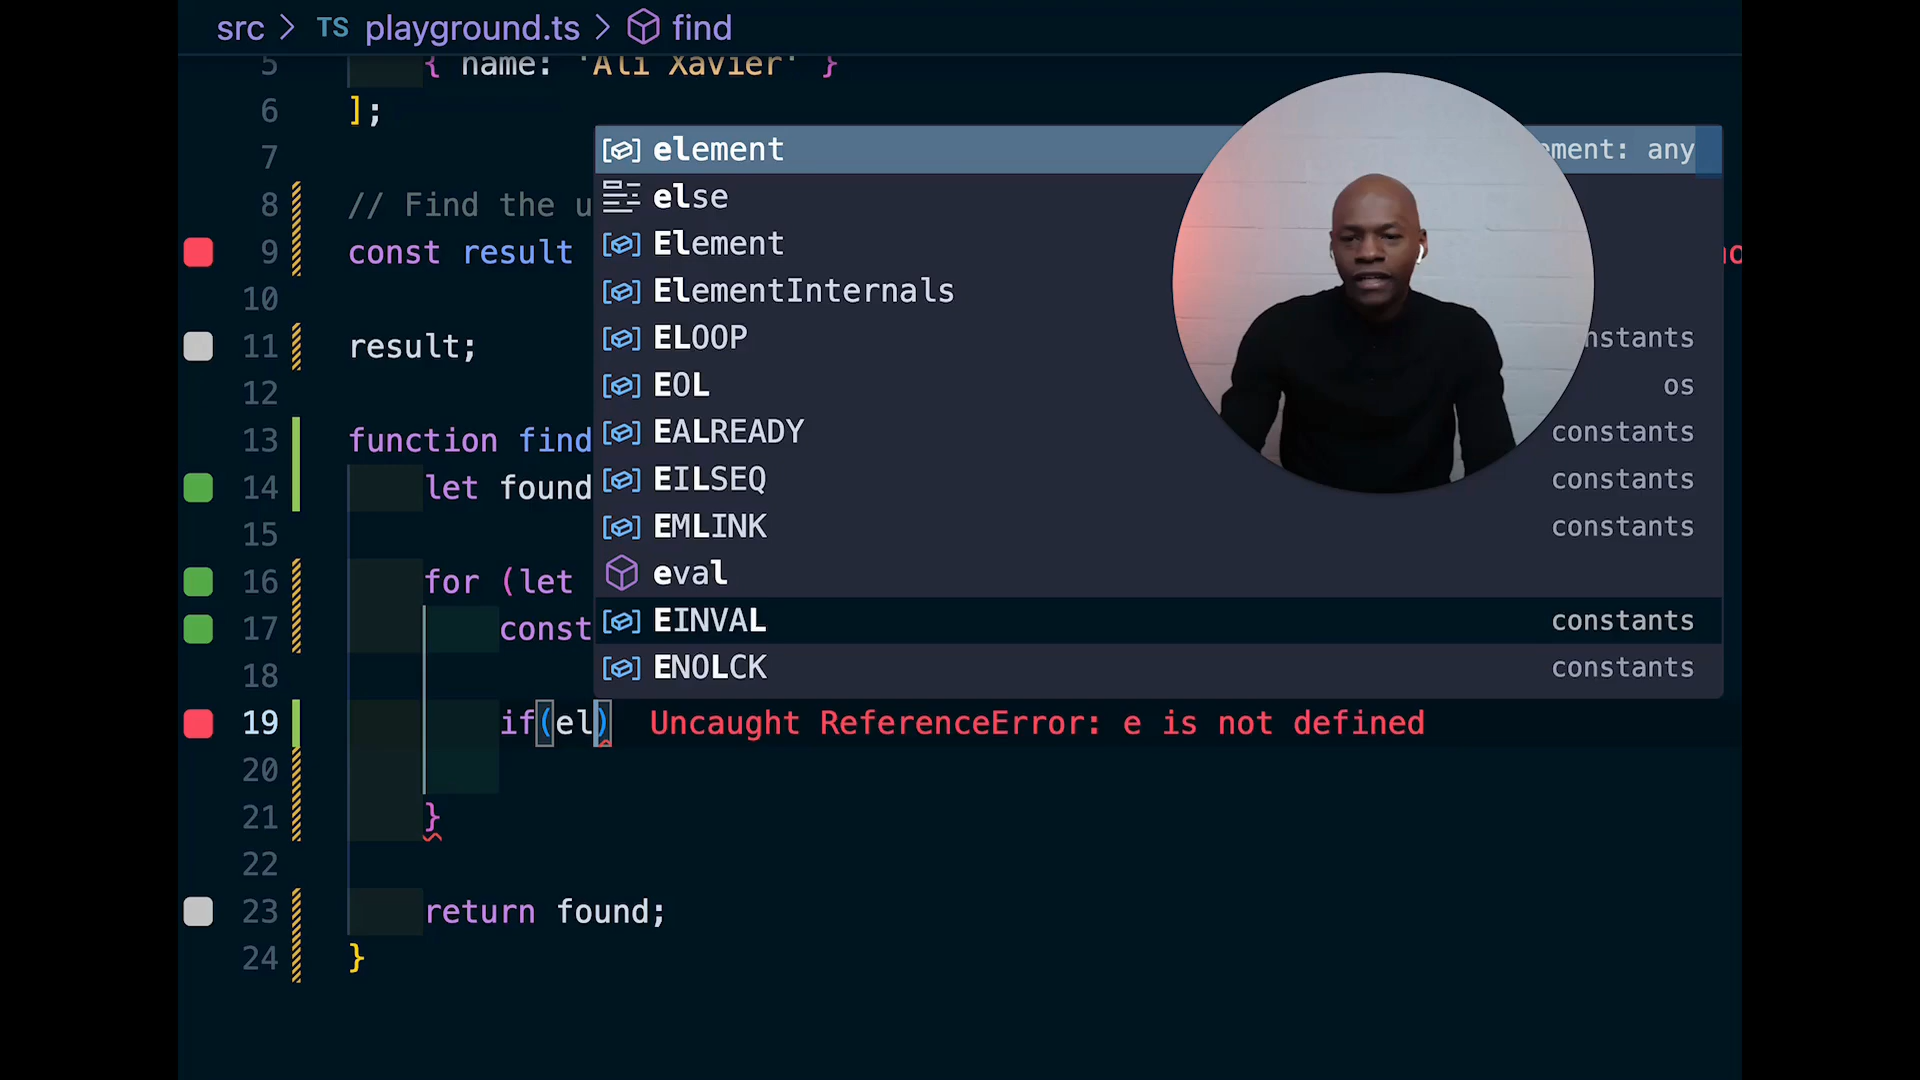 src > TS playground.ts > find
5 { name: 'Ali Xavier' }
6 ];
7
8 // Find the u
9 const result
10
11 result;
12
13 function find
14 let found
15
16 for (let
17 const
18
19 if(el) Uncaught ReferenceError: e is not defined
20
21 }
22
23 return found;
24 }
element ement: any
else
Element
ElementInternals
ELOOP nstants
EOL os
EALREADY constants
EILSEQ constants
EMLINK constants
eval
EINVAL constants
ENOLCK constants